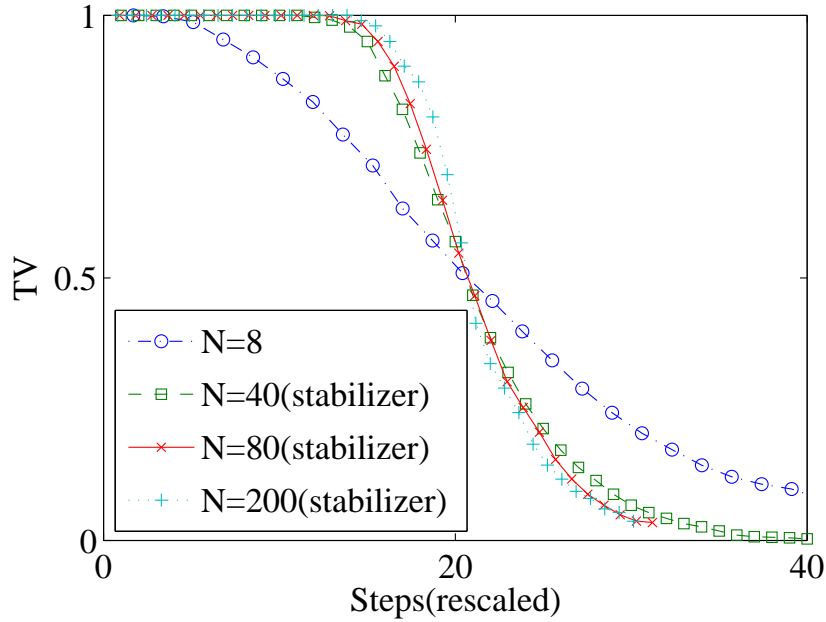 1
TV
0.5
N=8
N=40(stabilizer)
N=80(stabilizer)
N=200(stabilizer)
0
0
20
40
Steps(rescaled)